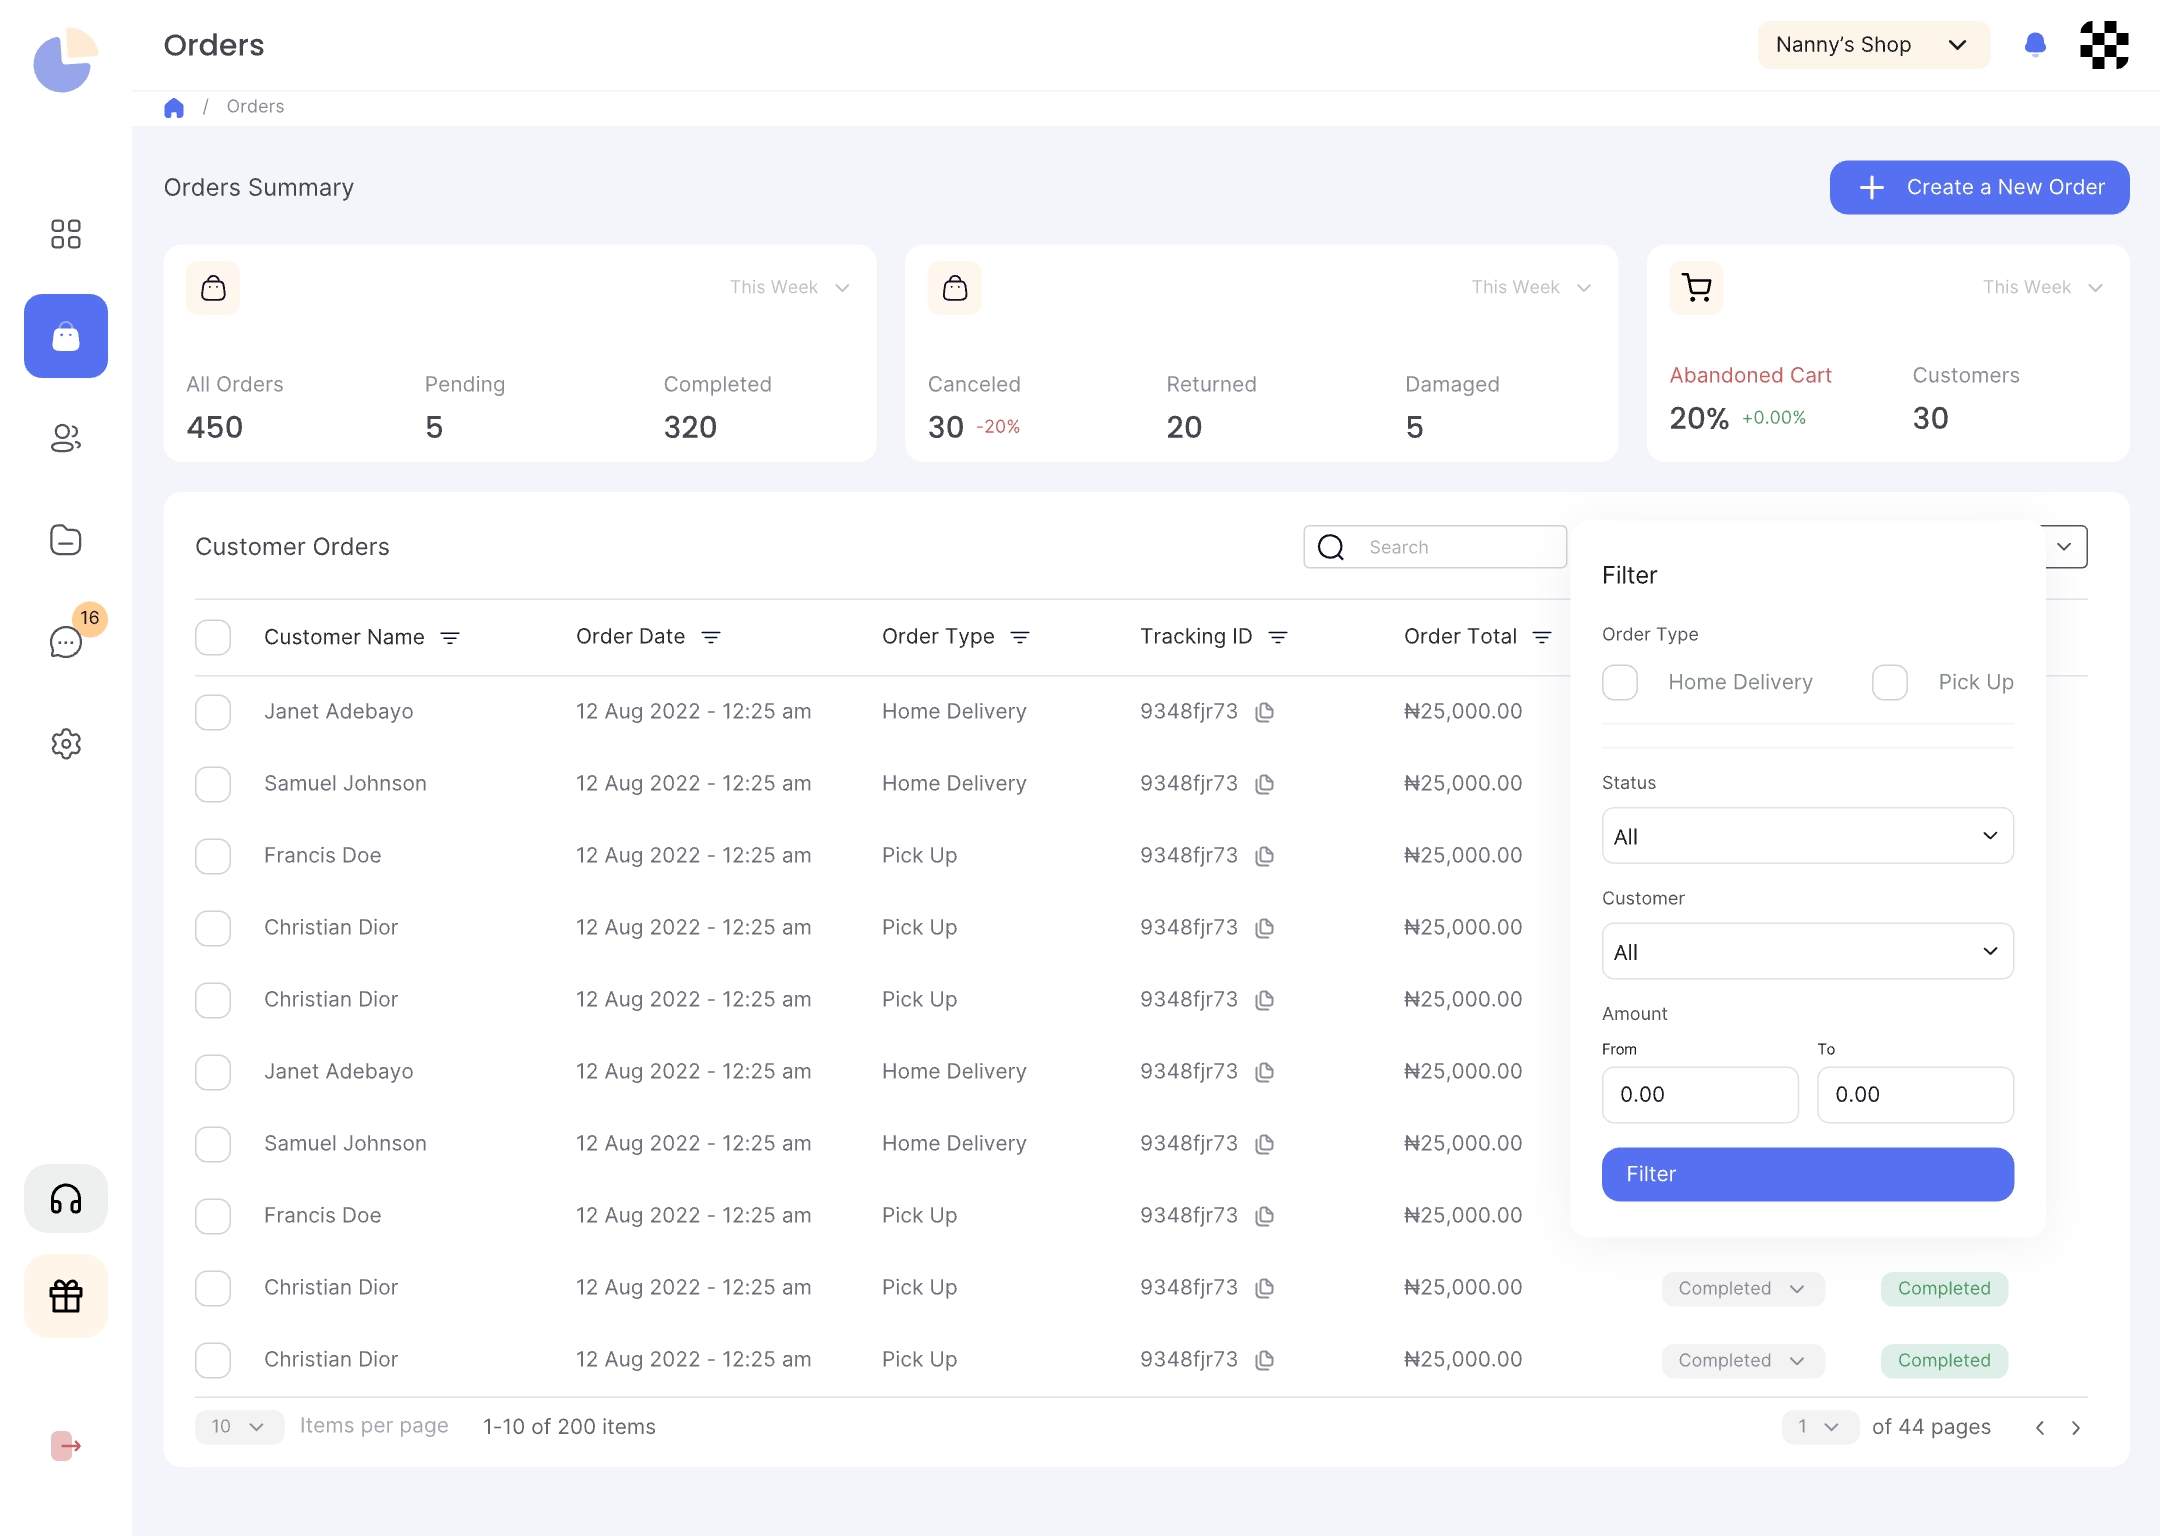 Orders
Nanny’s Shop
/ Orders
Orders Summary
Create a New Order
This Week
All Orders
450
Pending
5
Completed
320
This Week
Canceled
30 -20%
Returned
20
Damaged
5
This Week
Abandoned Cart
20% +0.00%
Customers
30
16
Customer Orders
Search
Customer Name Order Date Order Type Tracking ID Order Total
Janet Adebayo 12 Aug 2022 - 12:25 am Home Delivery 9348fjr73 ₦25,000.00
Samuel Johnson 12 Aug 2022 - 12:25 am Home Delivery 9348fjr73 ₦25,000.00
Francis Doe 12 Aug 2022 - 12:25 am Pick Up 9348fjr73 ₦25,000.00
Christian Dior 12 Aug 2022 - 12:25 am Pick Up 9348fjr73 ₦25,000.00
Christian Dior 12 Aug 2022 - 12:25 am Pick Up 9348fjr73 ₦25,000.00
Janet Adebayo 12 Aug 2022 - 12:25 am Home Delivery 9348fjr73 ₦25,000.00
Samuel Johnson 12 Aug 2022 - 12:25 am Home Delivery 9348fjr73 ₦25,000.00
Francis Doe 12 Aug 2022 - 12:25 am Pick Up 9348fjr73 ₦25,000.00
Christian Dior 12 Aug 2022 - 12:25 am Pick Up 9348fjr73 ₦25,000.00 Completed Completed
Christian Dior 12 Aug 2022 - 12:25 am Pick Up 9348fjr73 ₦25,000.00 Completed Completed
Filter
Order Type
Home Delivery Pick Up
Status
All
Customer
All
Amount
From To
0.00 0.00
Filter
10 Items per page 1-10 of 200 items
1 of 44 pages